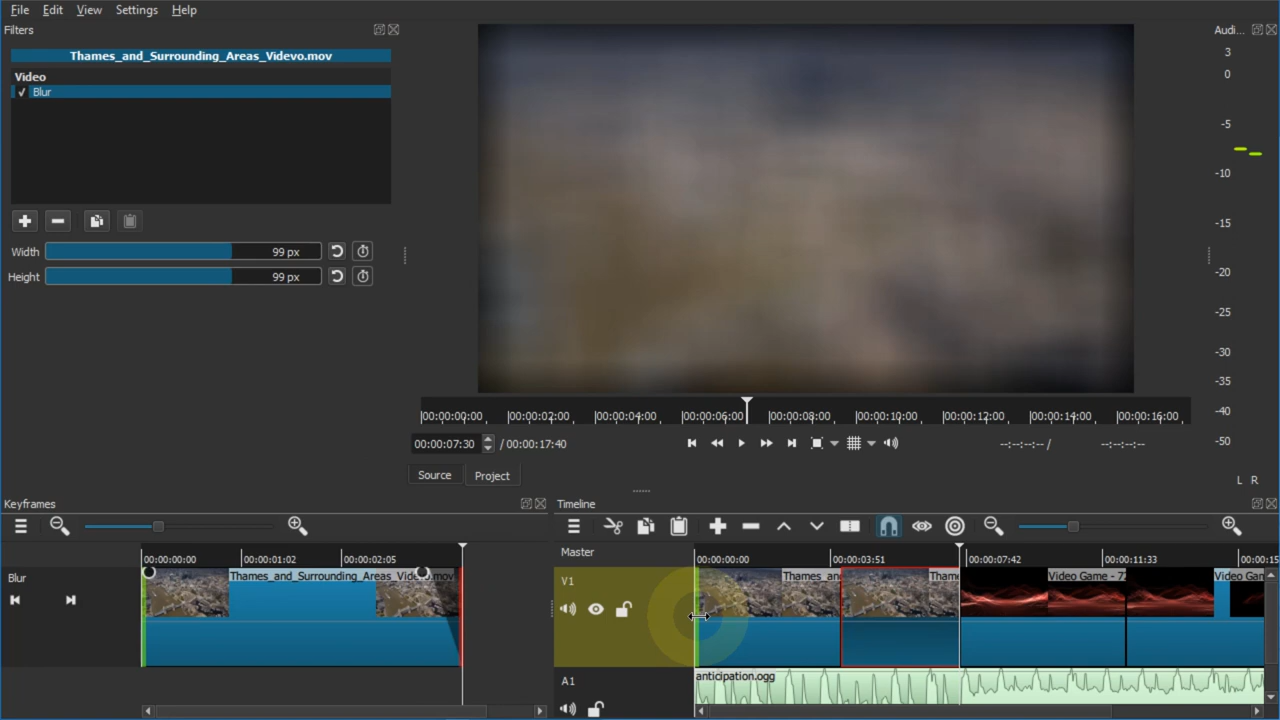 File Edit View Settings Help
Filters
Audi...
Thames_and_Surrounding_Areas_Videvo.mov
Video
✓ Blur
3
0
-5
-10
-15
-20
-25
-30
-35
-40
-50
L R
Width 99 px
Height 99 px
00:00:00:00 00:00:02:00 00:00:04:00 00:00:06:00 00:00:08:00 00:00:10:00 00:00:12:00 00:00:14:00 00:00:16:00
00:00:07:30 / 00:00:17:40
--:--:--:-- / --:--:--:--
Source Project
Keyframes
00:00:00:00 00:00:01:02 00:00:02:05
Blur
Thames_and_Surrounding_Areas_Vide
.mov
Timeline
Master
00:00:00:00 00:00:03:51 00:00:07:42 00:00:11:33 00:00:15
V1
Thames_an
Thame
Video Game - 7
Video Gan
A1
anticipation.ogg